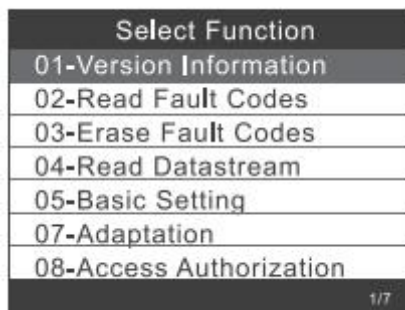 Select Function
01-Version Information
02-Read Fault Codes
03-Erase Fault Codes
04-Read Datastream
05-Basic Setting
07-Adaptation
08-Access Authorization
1/7